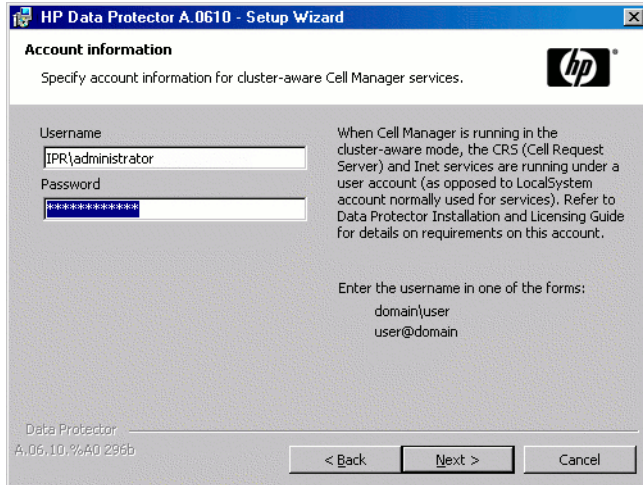 HP Data Protector A.0610 - Setup Wizard
Account information
Specify account information for cluster-aware Cell Manager services.
hp
Username
IPR\administrator
Password
************
When Cell Manager is running in the
cluster-aware mode, the CRS (Cell Request
Server) and Inet services are running under a
user account (as opposed to LocalSystem
account normally used for services). Refer to
Data Protector Installation and Licensing Guide
for details on requirements on this account.
Enter the username in one of the forms:
domain\user
user@domain
Data Protector
A.06.10.%A0 296b
< Back
Next >
Cancel